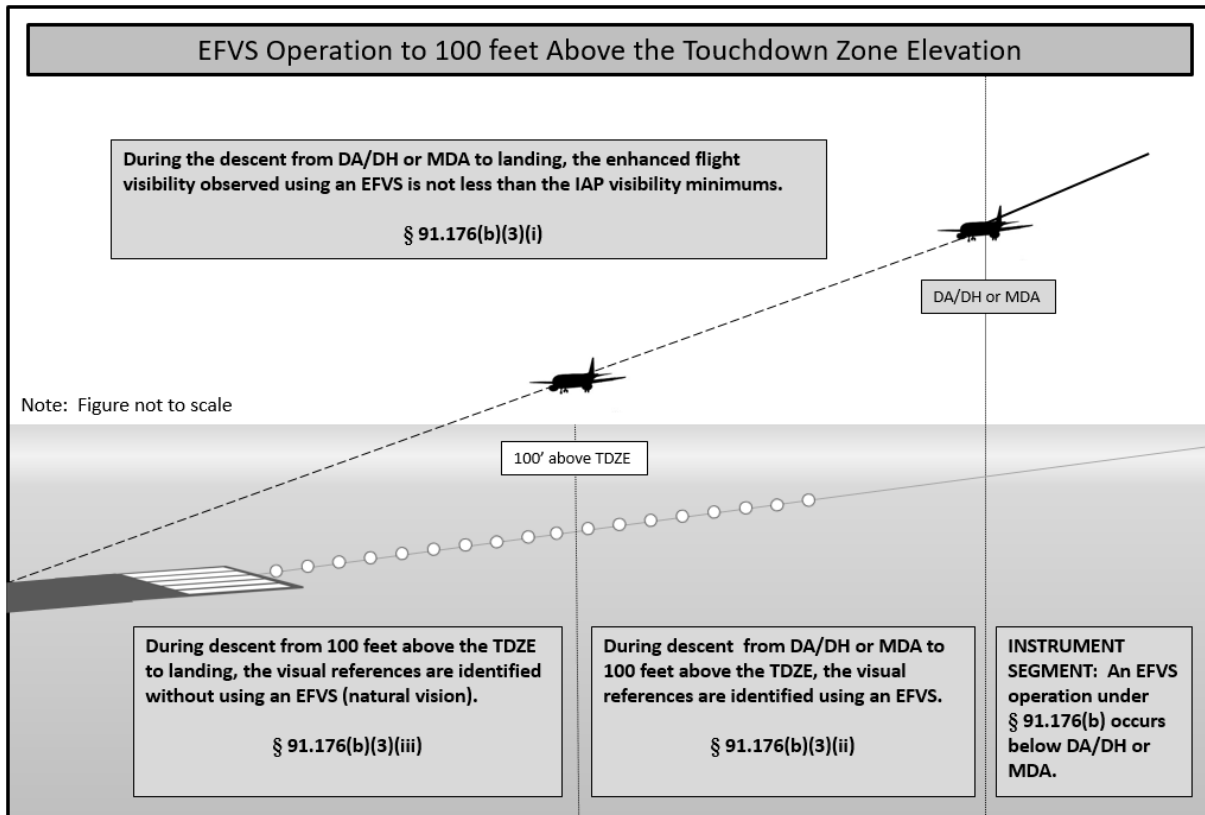 EFVS Operation to 100 feet Above the Touchdown Zone Elevation
During the descent from DA/DH or MDA to landing, the enhanced flight
visibility observed using an EFVS is not less than the IAP visibility minimums.
§ 91.176(b)(3)(i)
DA/DH or MDA
Note: Figure not to scale
100’ above TDZE
During descent from 100 feet above the TDZE
to landing, the visual references are identified
without using an EFVS (natural vision).
§ 91.176(b)(3)(iii)
During descent from DA/DH or MDA to
100 feet above the TDZE, the visual
references are identified using an EFVS.
§ 91.176(b)(3)(ii)
INSTRUMENT
SEGMENT: An EFVS
operation under
§ 91.176(b) occurs
below DA/DH or
MDA.